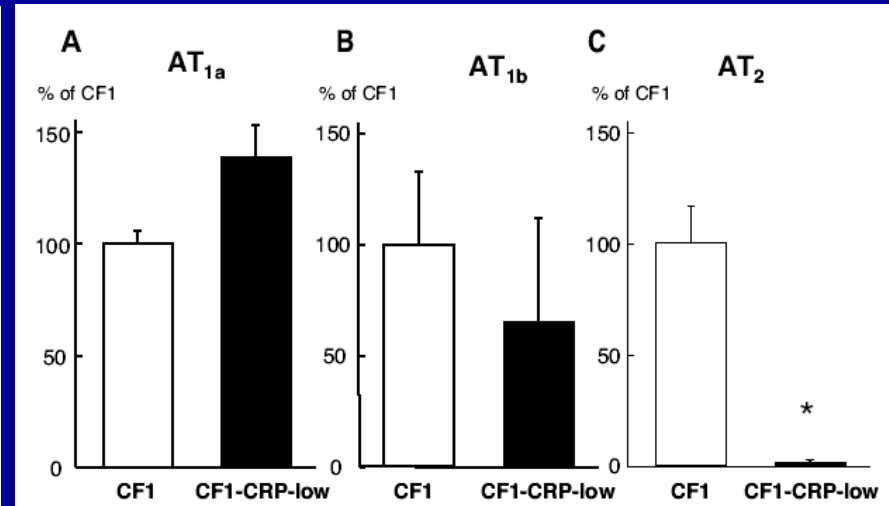 A
AT1a
% of CF1
150
100
50
0
CF1 CF1-CRP-low
B
AT1b
% of CF1
150
100
50
0
CF1 CF1-CRP-low
C
AT2
% of CF1
150
100
50
0
*
CF1 CF1-CRP-low